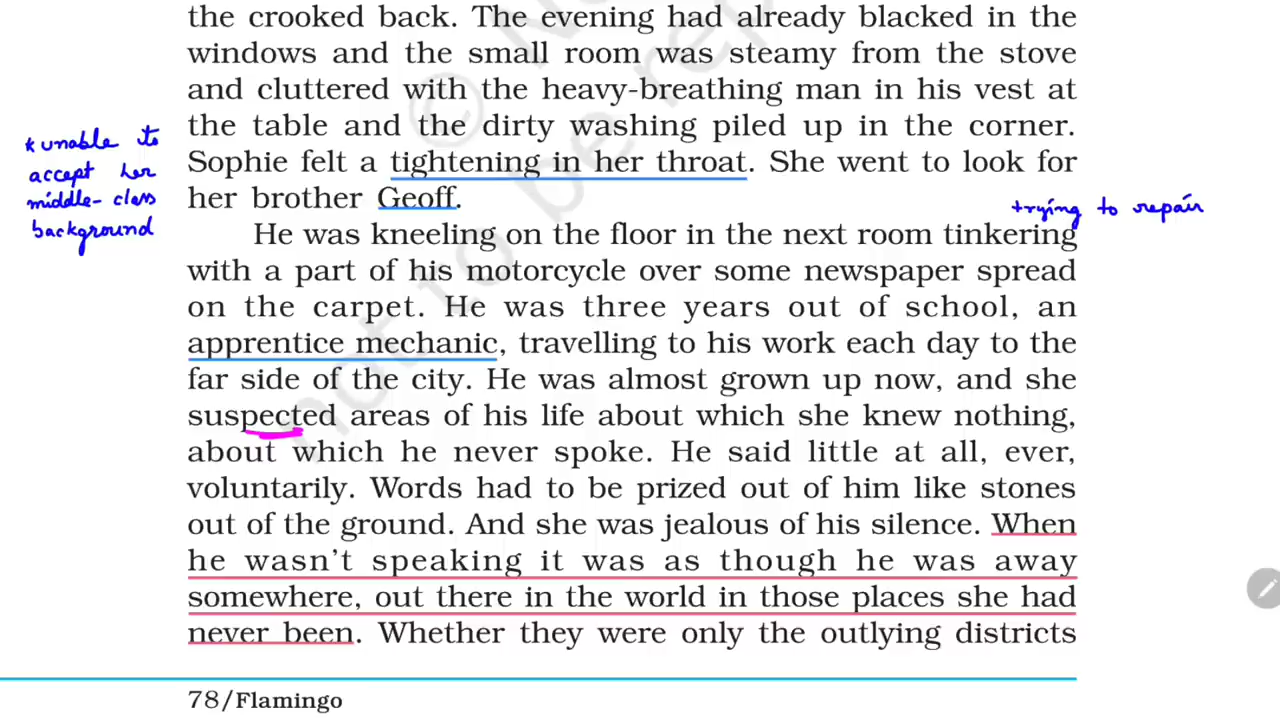 the crooked back. The evening had already blacked in the
windows and the small room was steamy from the stove
and cluttered with the heavy-breathing man in his vest at
the table and the dirty washing piled up in the corner.
Sophie felt a tightening in her throat. She went to look for
her brother Geoff.
* unable to
accept her
middle-class
background
trying to repair
He was kneeling on the floor in the next room tinkering
with a part of his motorcycle over some newspaper spread
on the carpet. He was three years out of school, an
apprentice mechanic, travelling to his work each day to the
far side of the city. He was almost grown up now, and she
suspected areas of his life about which she knew nothing,
about which he never spoke. He said little at all, ever,
voluntarily. Words had to be prized out of him like stones
out of the ground. And she was jealous of his silence. When
he wasn't speaking it was as though he was away
somewhere, out there in the world in those places she had
never been. Whether they were only the outlying districts
78/Flamingo
© N
not to be rep